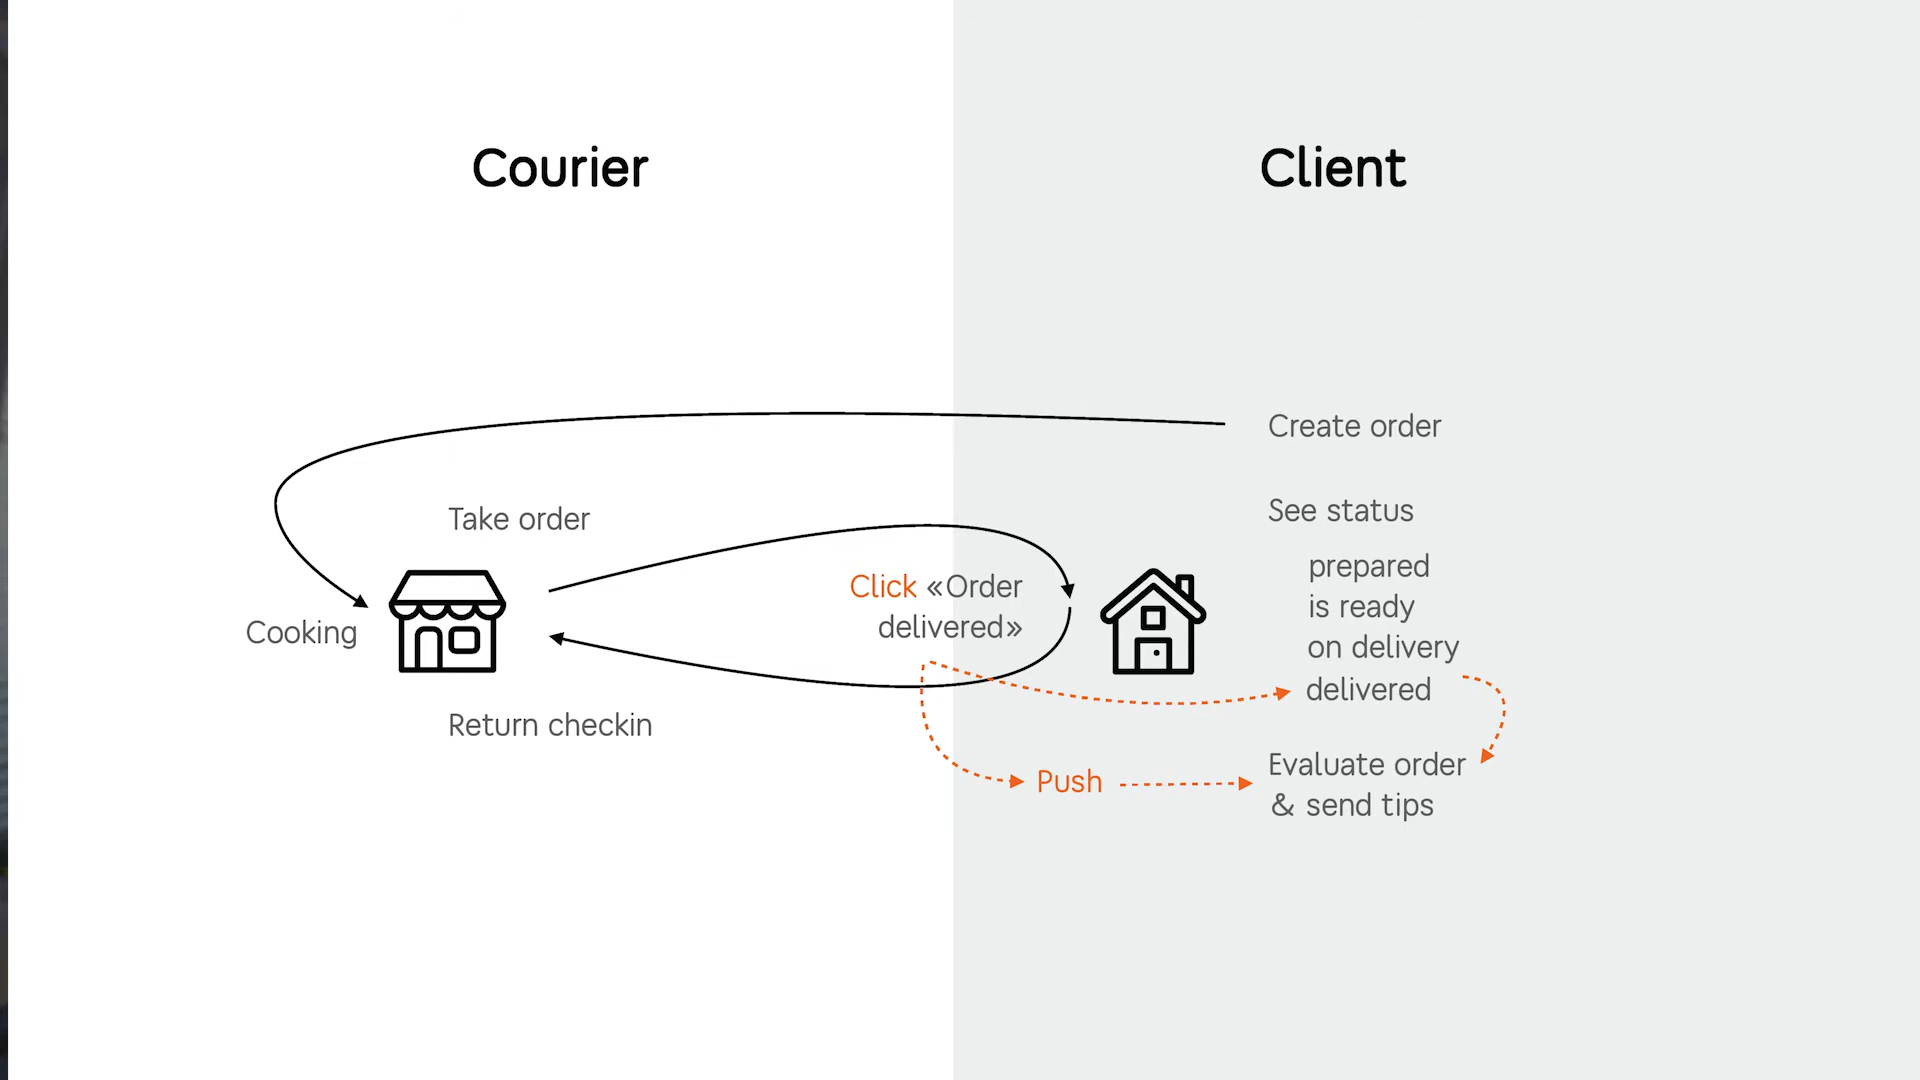 Courier
Client
Create order
See status
Take order
prepared
Click «Order
is ready
delivered»
Cooking
on delivery
delivered
Return checkin
Evaluate order
Push
& send tips